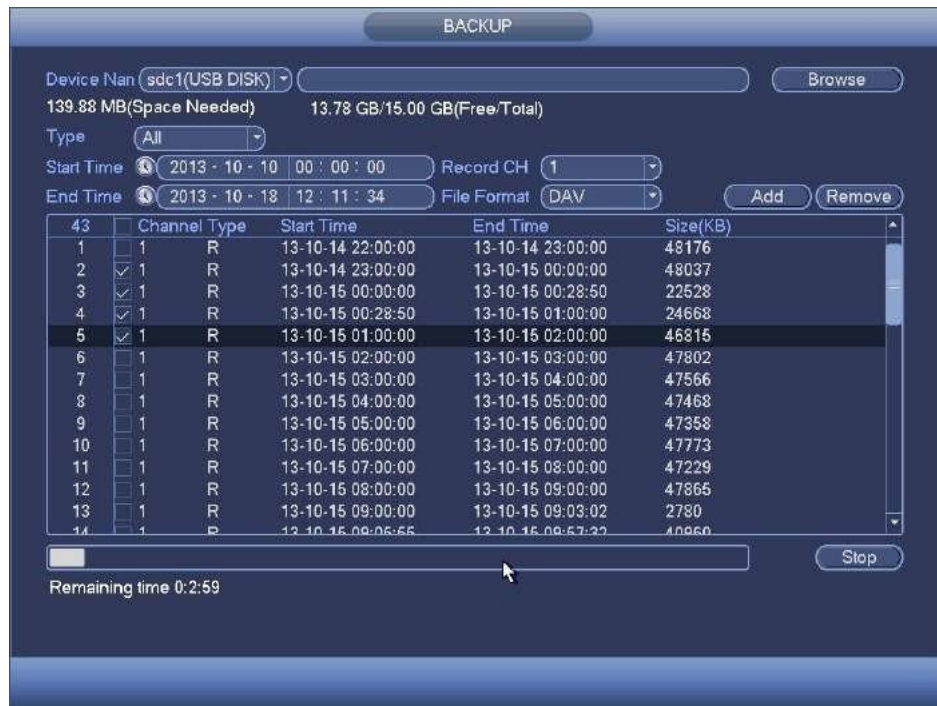 BACKUP
Device Nan sdc1(USB DISK) Browse
139.88 MB(Space Needed) 13.78 GB/15.00 GB(Free/Total)
Type All
Start Time 2013 - 10 - 10 00 : 00 : 00 Record CH 1
End Time 2013 - 10 - 18 12 : 11 : 34 File Format DAV Add Remove
43 Channel Type Start Time End Time Size(KB)
1 1 R 13-10-14 22:00:00 13-10-14 23:00:00 48176
2 1 R 13-10-14 23:00:00 13-10-15 00:00:00 48037
3 1 R 13-10-15 00:00:00 13-10-15 00:28:50 22528
4 1 R 13-10-15 00:28:50 13-10-15 01:00:00 24668
5 1 R 13-10-15 01:00:00 13-10-15 02:00:00 46815
6 1 R 13-10-15 02:00:00 13-10-15 03:00:00 47802
7 1 R 13-10-15 03:00:00 13-10-15 04:00:00 47566
8 1 R 13-10-15 04:00:00 13-10-15 05:00:00 47468
9 1 R 13-10-15 05:00:00 13-10-15 06:00:00 47358
10 1 R 13-10-15 06:00:00 13-10-15 07:00:00 47773
11 1 R 13-10-15 07:00:00 13-10-15 08:00:00 47229
12 1 R 13-10-15 08:00:00 13-10-15 09:00:00 47865
13 1 R 13-10-15 09:00:00 13-10-15 09:03:02 2780
14 1 R 13-10-15 09:57:32 40960
Stop
Remaining time 0:2:59